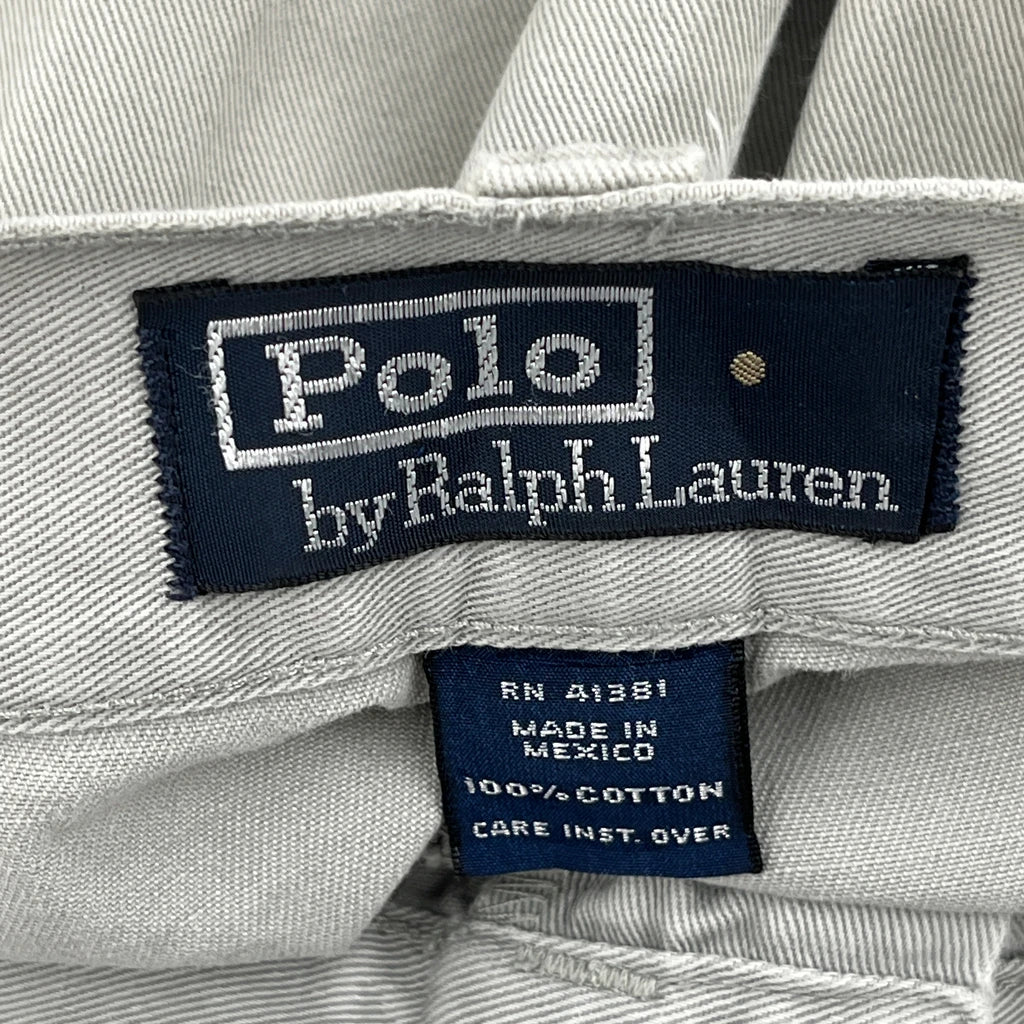 Polo
by Ralph Lauren
RN 41381
MADE IN
MEXICO
100% COTTON
CARE INST. OVER